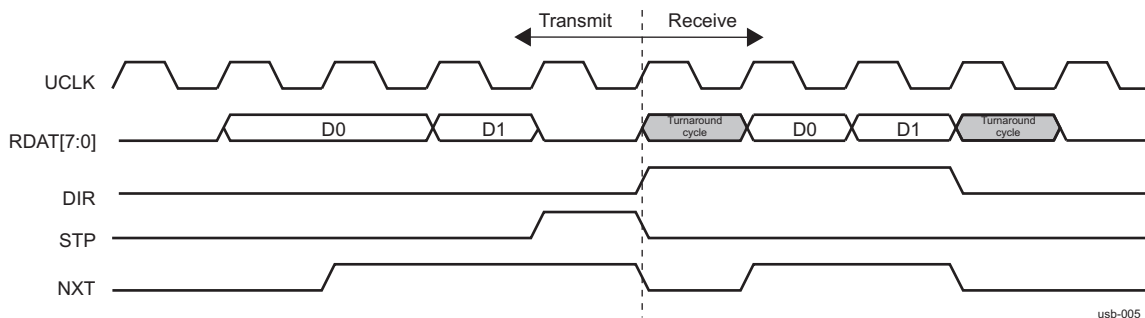 Transmit Receive
UCLK
RDAT[7:0] D0 D1 Turnaround cycle D0 D1 Turnaround cycle
DIR
STP
NXT
usb-005